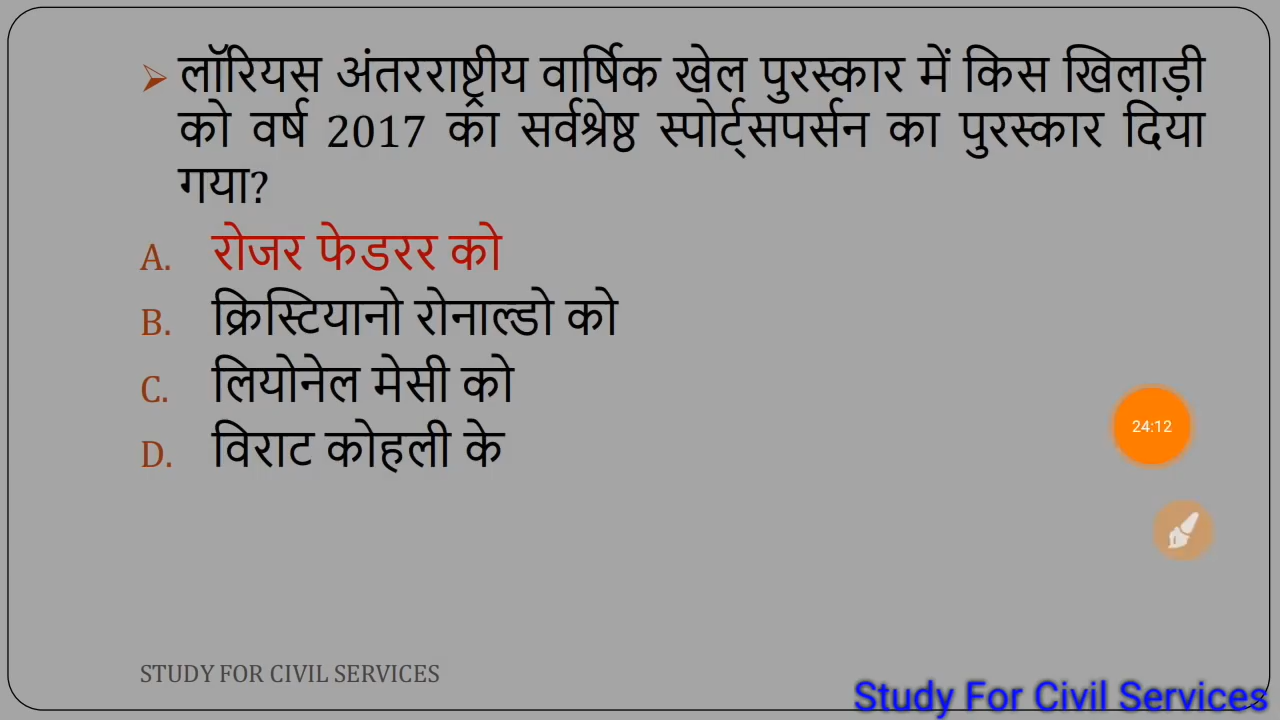 ➢ लॉरियस अंतरराष्ट्रीय वार्षिक खेल पुरस्कार में किस खिलाड़ी
को वर्ष 2017 का सर्वश्रेष्ठ स्पोर्ट्सपर्सन का पुरस्कार दिया
गया?
A. रोजर फेडरर को
B. क्रिस्टियानो रोनाल्डो को
C. लियोनेल मेसी को
D. विराट कोहली के
24:12
STUDY FOR CIVIL SERVICES
Study For Civil Services